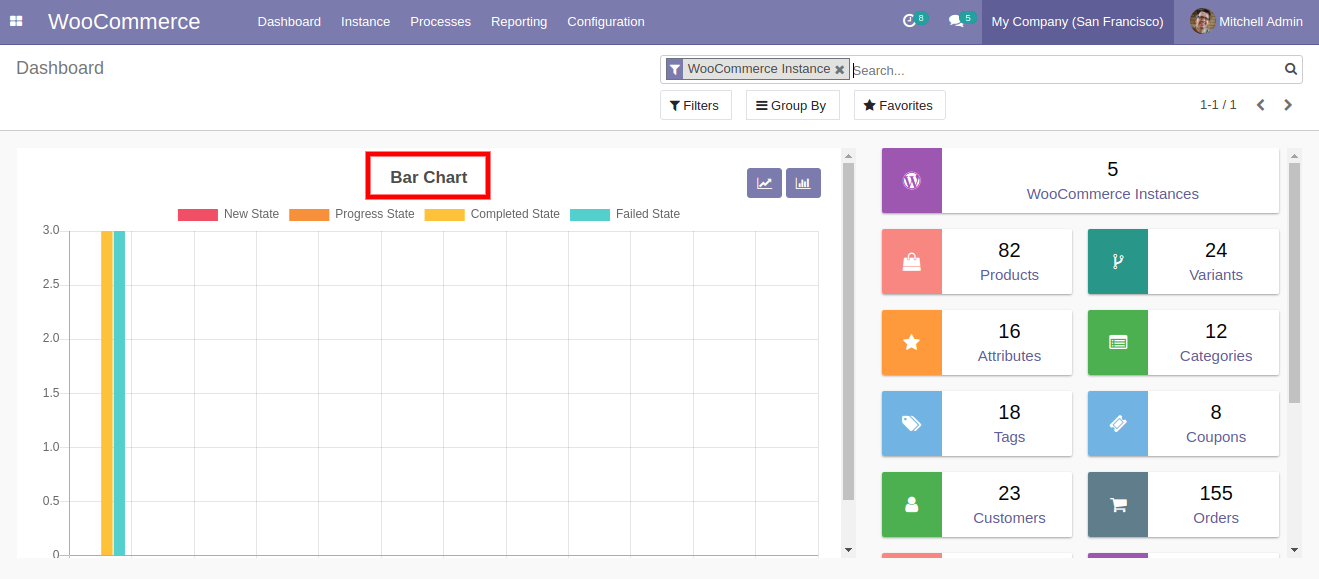 WooCommerce Dashboard Instance Processes Reporting Configuration 8 5 My Company (San Francisco) Mitchell Admin
Dashboard
WooCommerce Instance Search...
Filters Group By Favorites 1-1 / 1
Bar Chart
New State Progress State Completed State Failed State
3.0
2.5
2.0
1.5
1.0
0.5
0
5
WooCommerce Instances
82
Products
24
Variants
16
Attributes
12
Categories
18
Tags
8
Coupons
23
Customers
155
Orders